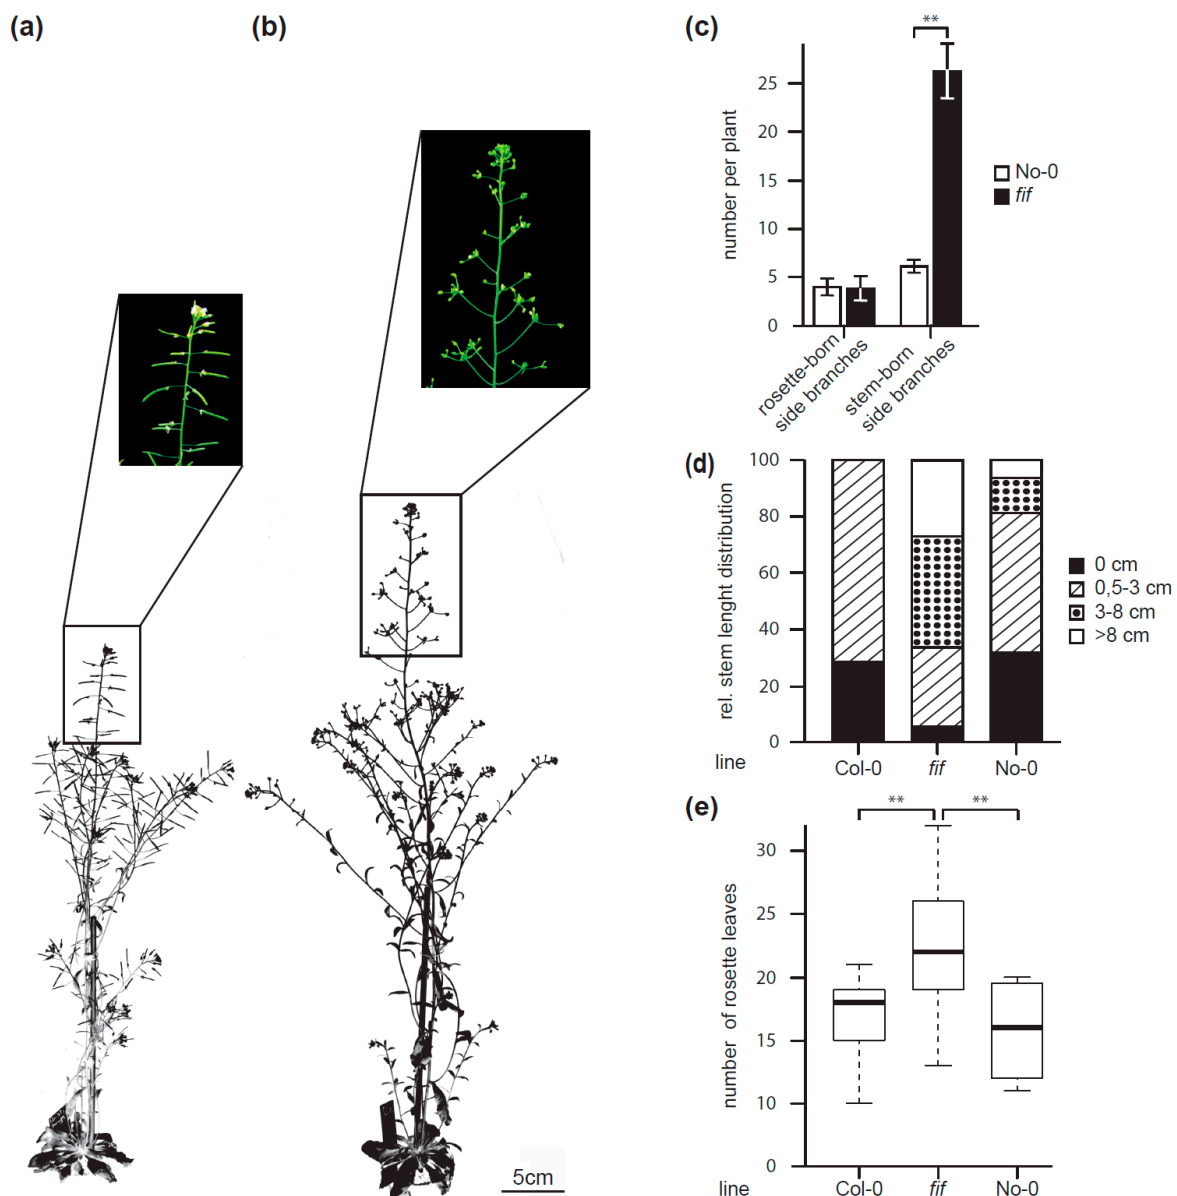 (a)
(b)
5cm
(c)
**
number per plant
25
20
15
10
5
0
No-0
fif
rosette-born
side branches
stem-born
side branches
(d)
rel. stem lenght distribution
100
80
60
40
20
0
0 cm
0,5-3 cm
3-8 cm
>8 cm
line
Col-0
fif
No-0
(e)
**
**
number of rosette leaves
30
25
20
15
10
0
line
Col-0
fif
No-0